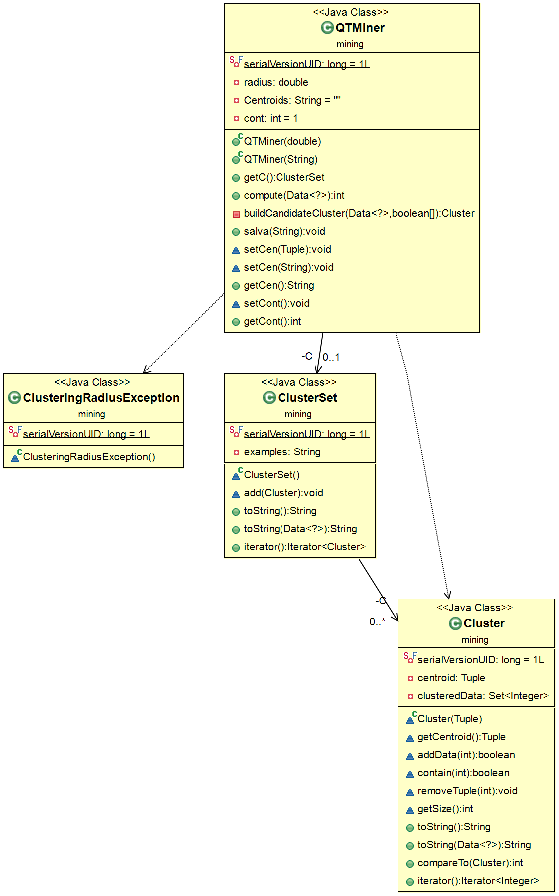 <<Java Class>>
QTMiner
mining
serialVersionUID: long = 1L
radius: double
Centroids: String = ""
cont: int = 1
QTMiner(double)
QTMiner(String)
getC():ClusterSet
compute(Data<?>):int
buildCandidateCluster(Data<?>,boolean[]):Cluster
salva(String):void
setCen(Tuple):void
setCen(String):void
getCen():String
setCont():void
getCont():int
-C 0..1
<<Java Class>>
ClusteringRadiusException
mining
serialVersionUID: long = 1L
ClusteringRadiusException()
<<Java Class>>
ClusterSet
mining
serialVersionUID: long = 1L
examples: String
ClusterSet()
add(Cluster):void
toString():String
toString(Data<?>):String
iterator():Iterator<Cluster>
-C
0..*
<<Java Class>>
Cluster
mining
serialVersionUID: long = 1L
centroid: Tuple
clusteredData: Set<Integer>
Cluster(Tuple)
getCentroid():Tuple
addData(int):boolean
contain(int):boolean
removeTuple(int):void
getSize():int
toString():String
toString(Data<?>):String
compareTo(Cluster):int
iterator():Iterator<Integer>